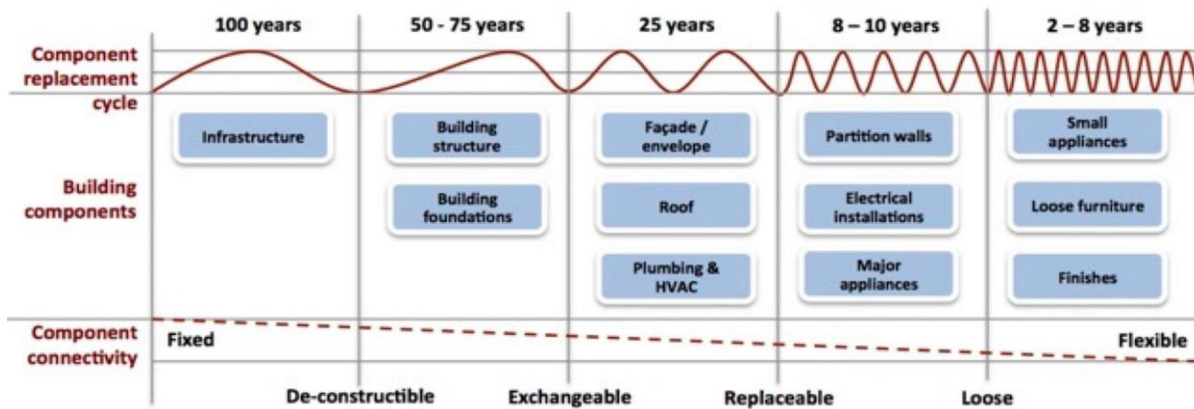 100 years
50 - 75 years
25 years
8 – 10 years
2 – 8 years
Component
replacement
cycle
Infrastructure
Building
structure
Façade /
envelope
Partition walls
Small
appliances
Building
components
Building
foundations
Roof
Electrical
installations
Loose furniture
Plumbing &
HVAC
Major
appliances
Finishes
Component
connectivity
Fixed
Flexible
De-constructible
Exchangeable
Replaceable
Loose